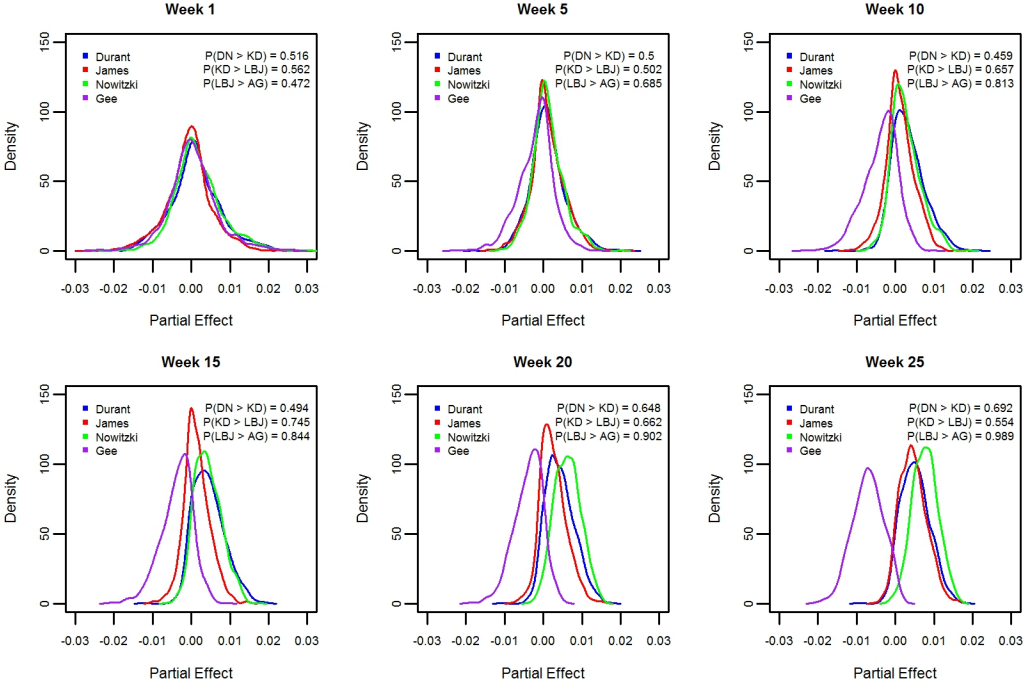 Week 1
Week 5
Week 10
Density
150
100
50
0
Durant
James
Nowitzki
Gee
P(DN > KD) = 0.516
P(KD > LBJ) = 0.562
P(LBJ > AG) = 0.472
-0.03 -0.02 -0.01 0.00 0.01 0.02 0.03
Partial Effect
Density
150
100
50
0
Durant
James
Nowitzki
Gee
P(DN > KD) = 0.5
P(KD > LBJ) = 0.502
P(LBJ > AG) = 0.685
-0.03 -0.02 -0.01 0.00 0.01 0.02 0.03
Partial Effect
Density
150
100
50
0
Durant
James
Nowitzki
Gee
P(DN > KD) = 0.459
P(KD > LBJ) = 0.657
P(LBJ > AG) = 0.813
-0.03 -0.02 -0.01 0.00 0.01 0.02 0.03
Partial Effect
Week 15
Week 20
Week 25
Density
150
100
50
0
Durant
James
Nowitzki
Gee
P(DN > KD) = 0.494
P(KD > LBJ) = 0.745
P(LBJ > AG) = 0.844
-0.03 -0.02 -0.01 0.00 0.01 0.02 0.03
Partial Effect
Density
150
100
50
0
Durant
James
Nowitzki
Gee
P(DN > KD) = 0.648
P(KD > LBJ) = 0.662
P(LBJ > AG) = 0.902
-0.03 -0.02 -0.01 0.00 0.01 0.02 0.03
Partial Effect
Density
150
100
50
0
Durant
James
Nowitzki
Gee
P(DN > KD) = 0.692
P(KD > LBJ) = 0.554
P(LBJ > AG) = 0.989
-0.03 -0.02 -0.01 0.00 0.01 0.02 0.03
Partial Effect